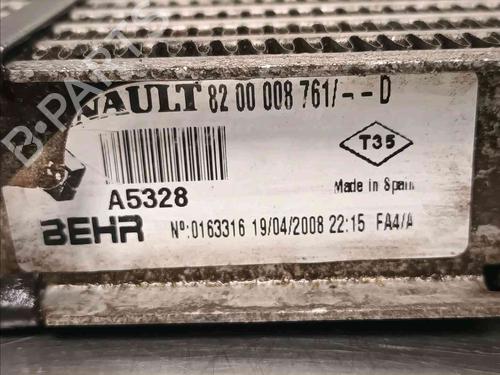 NAULT 82 00 008 761/--D
T35
A5328
Made in Spain
BEHR Nº:0163316 19/04/2008 22:15 FA4/A
B-PARTS